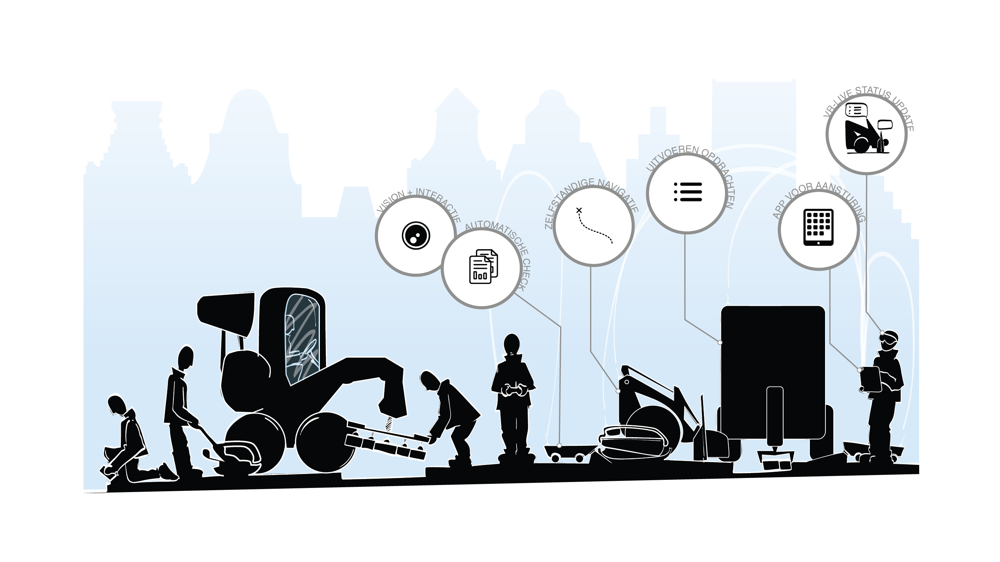 VISION + INTERACTIE
AUTOMATISCHE CHECK
ZELFSTANDIGE NAVIGATIE
UITVOEREN OPDRACHTEN
APP VOOR AANSTURING
VR-LIVE STATUS UPDATE